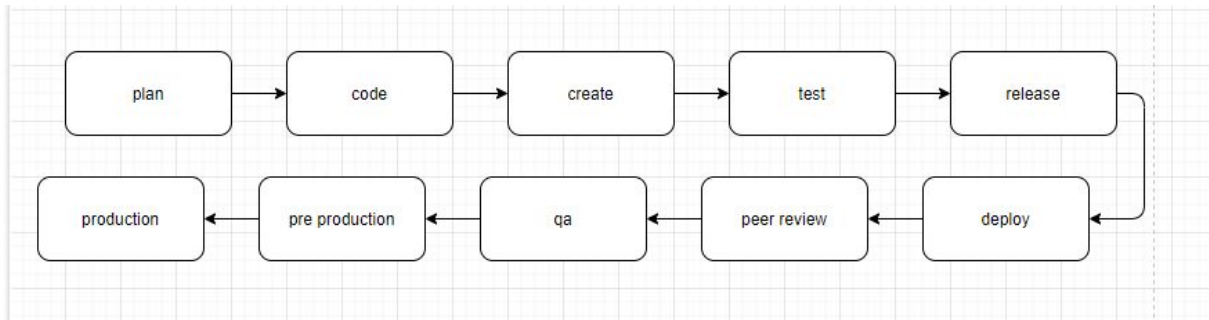 plan
code
create
test
release
deploy
peer review
qa
pre production
production